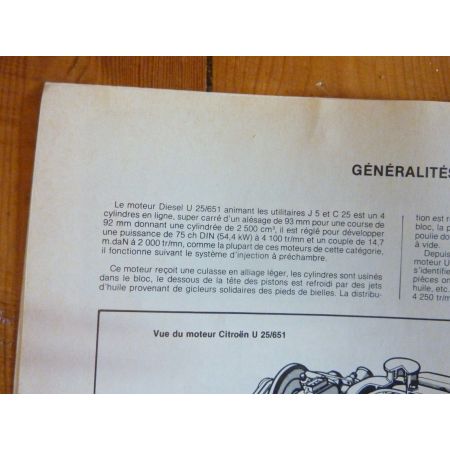 GÉNÉRALITÉS
Le moteur Diesel U 25/651 animant les utilitaires J 5 et C 25 est un 4
cylindres en ligne, super carré d'un alésage de 93 mm pour une course de
92 mm donnant une cylindrée de 2 500 cm³, il est réglé pour développer
une puissance de 75 ch DIN (54,4 kW) à 4 100 tr/mn et un couple de 14,7
m.daN à 2 000 tr/mn, comme la plupart de ces moteurs de cette catégorie,
il fonctionne suivant le système d'injection à préchambre.
Ce moteur reçoit une culasse en alliage léger, les cylindres sont usinés
dans le bloc, le dessous de la tête des pistons est refroidi par des jets
d'huile provenant de gicleurs solidaires des pieds de bielles. La distribu-
tion est r
bloc, la p
poulie do
à vide.
Depuis
moteur U
s'identifie
pièces on
huile, etc.
4 250 tr/m
Vue du moteur Citroën U 25/651